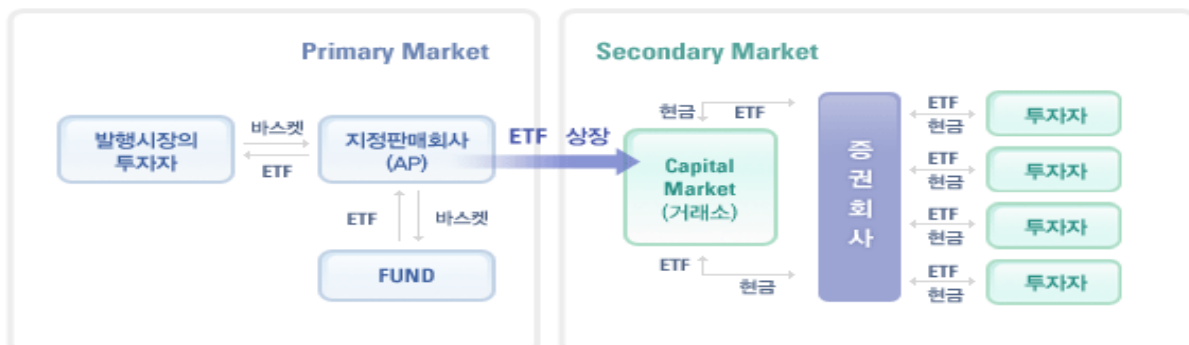 Primary Market
발행시장의
투자자
바스켓
ETF
지정판매회사
(AP)
ETF
바스켓
FUND
ETF 상장
Secondary Market
현금
ETF
Capital
Market
(거래소)
ETF
현금
증
권
회
사
ETF
현금
투자자
ETF
현금
투자자
ETF
현금
투자자
ETF
현금
투자자